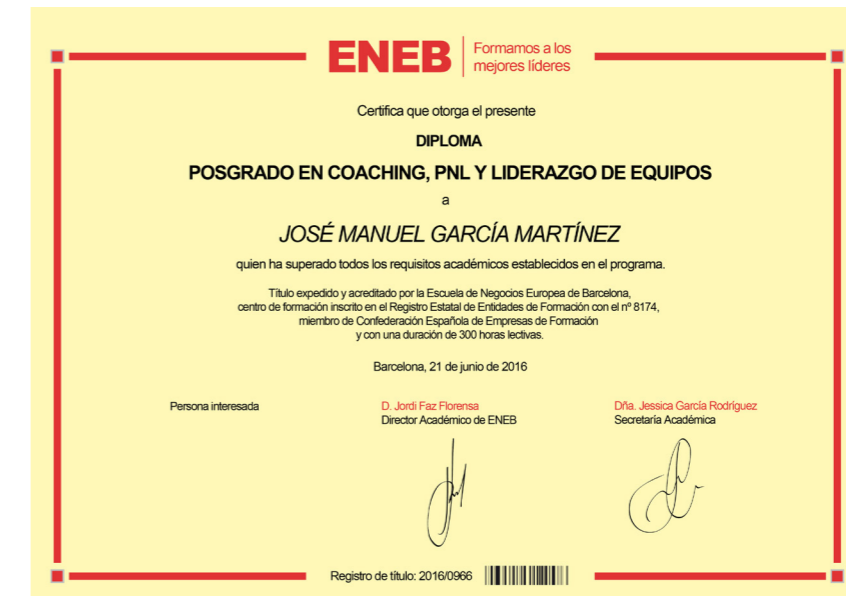 ENEB
Formamos a los
mejores líderes
Certifica que otorga el presente
DIPLOMA
POSGRADO EN COACHING, PNL Y LIDERAZGO DE EQUIPOS
a
JOSÉ MANUEL GARCÍA MARTÍNEZ
quien ha superado todos los requisitos académicos establecidos en el programa.
Título expedido y acreditado por la Escuela de Negocios Europea de Barcelona,
centro de formación inscrito en el Registro Estatal de Entidades de Formación con el nº 8174,
miembro de Confederación Española de Empresas de Formación
y con una duración de 300 horas lectivas.
Barcelona, 21 de junio de 2016
Persona interesada
D. Jordi Faz Florensa
Director Académico de ENEB
Dña. Jessica García Rodríguez
Secretaría Académica
Registro de título: 2016/0966